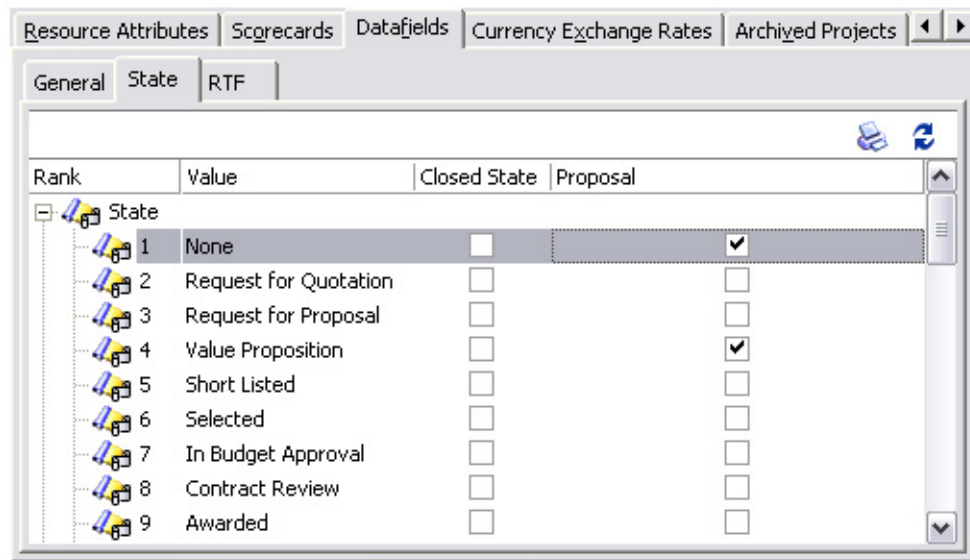 Resource Attributes Scorecards Datafields Currency Exchange Rates Archived Projects
General State RTF
Rank Value Closed State Proposal
State
1 None
2 Request for Quotation
3 Request for Proposal
4 Value Proposition
5 Short Listed
6 Selected
7 In Budget Approval
8 Contract Review
9 Awarded